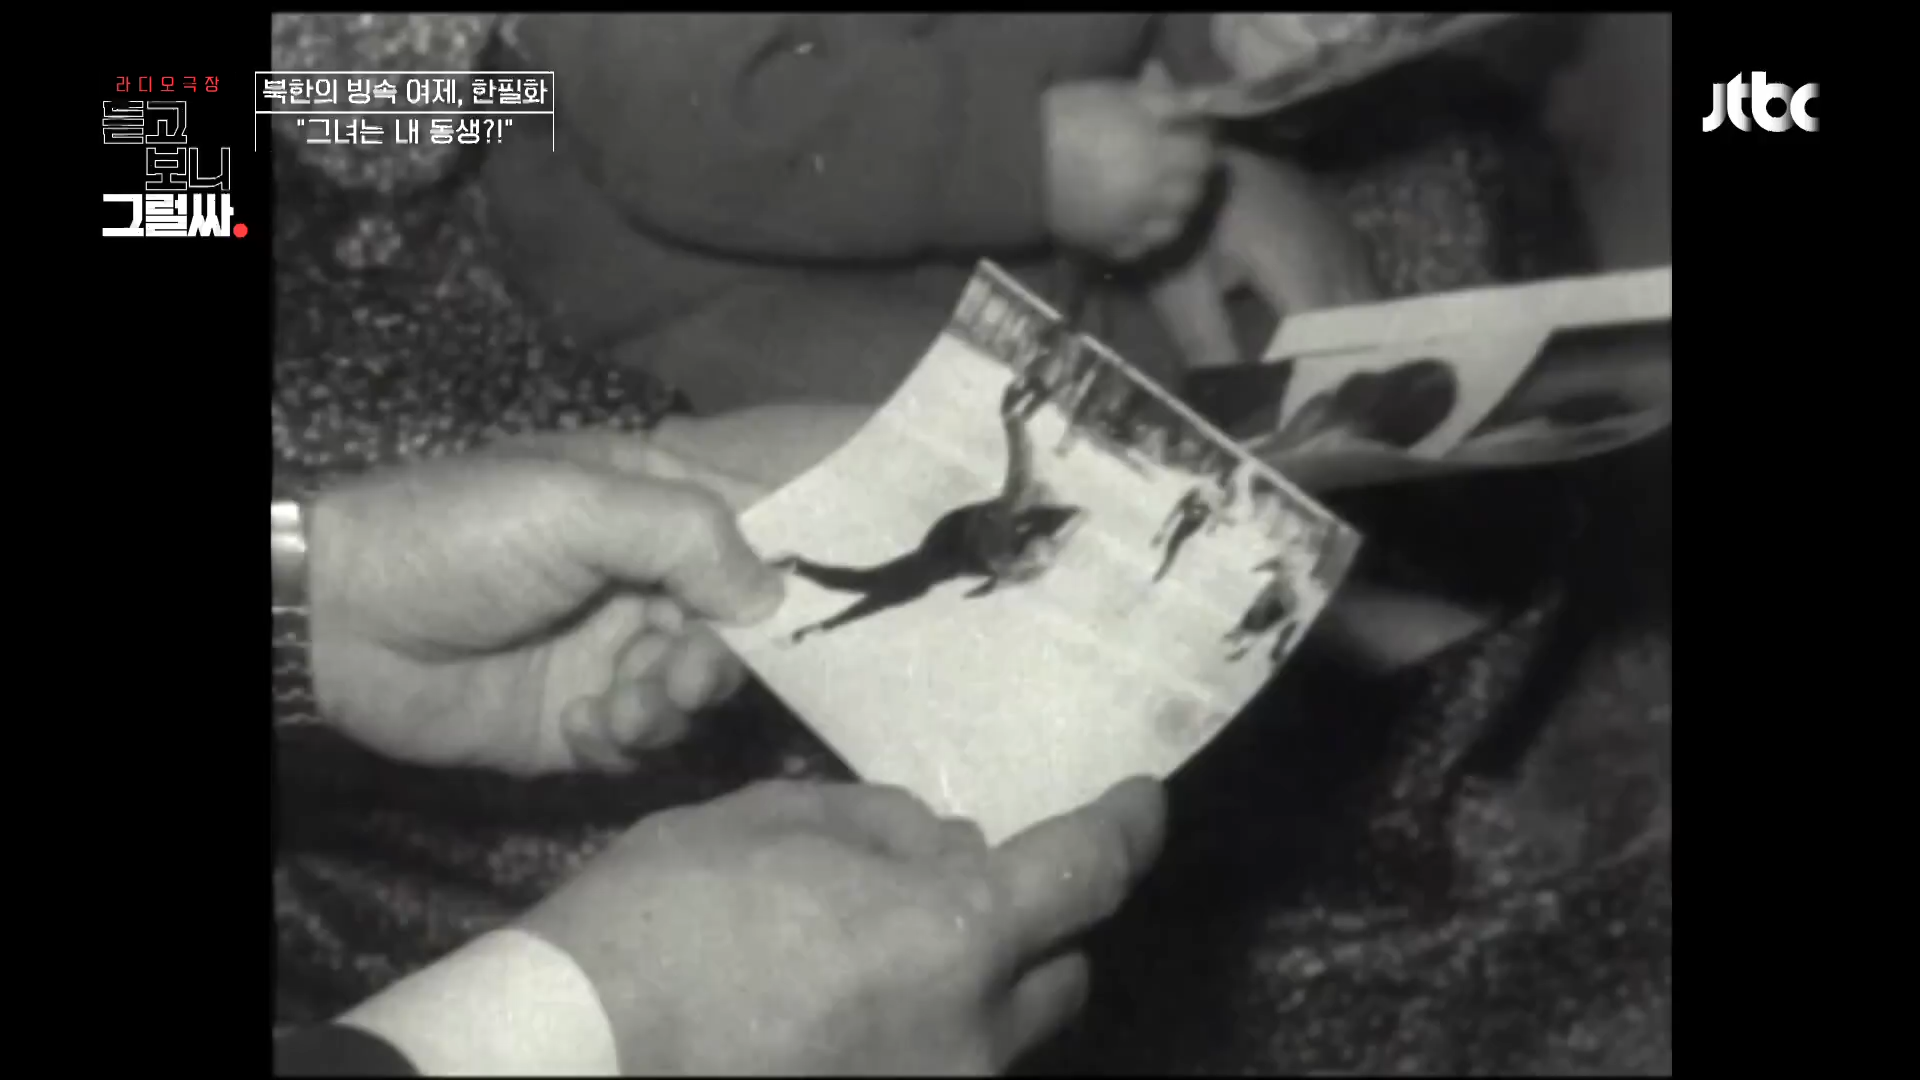 라디오극장
듣고
보니
그럴싸.
북한의 빙속 여제, 한필화
"그녀는 내 동생?!"
jtbc